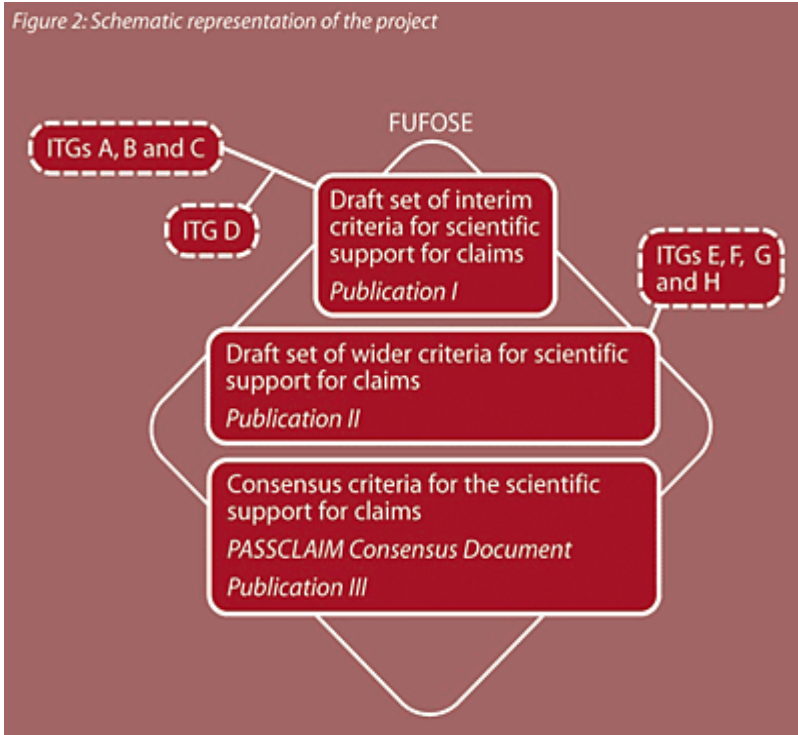 Figure 2: Schematic representation of the project
FUFOSE
ITGs A, B and C
ITG D
Draft set of interim
criteria for scientific
support for claims
Publication I
ITGs E, F, G
and H
Draft set of wider criteria for scientific
support for claims
Publication II
Consensus criteria for the scientific
support for claims
PASSCLAIM Consensus Document
Publication III